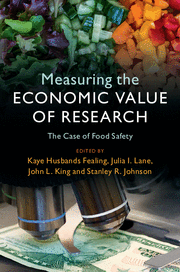 Measuring the
ECONOMIC VALUE
OF RESEARCH
The Case of Food Safety
EDITED BY
Kaye Husbands Fealing, Julia I. Lane,
John L. King and Stanley R. Johnson